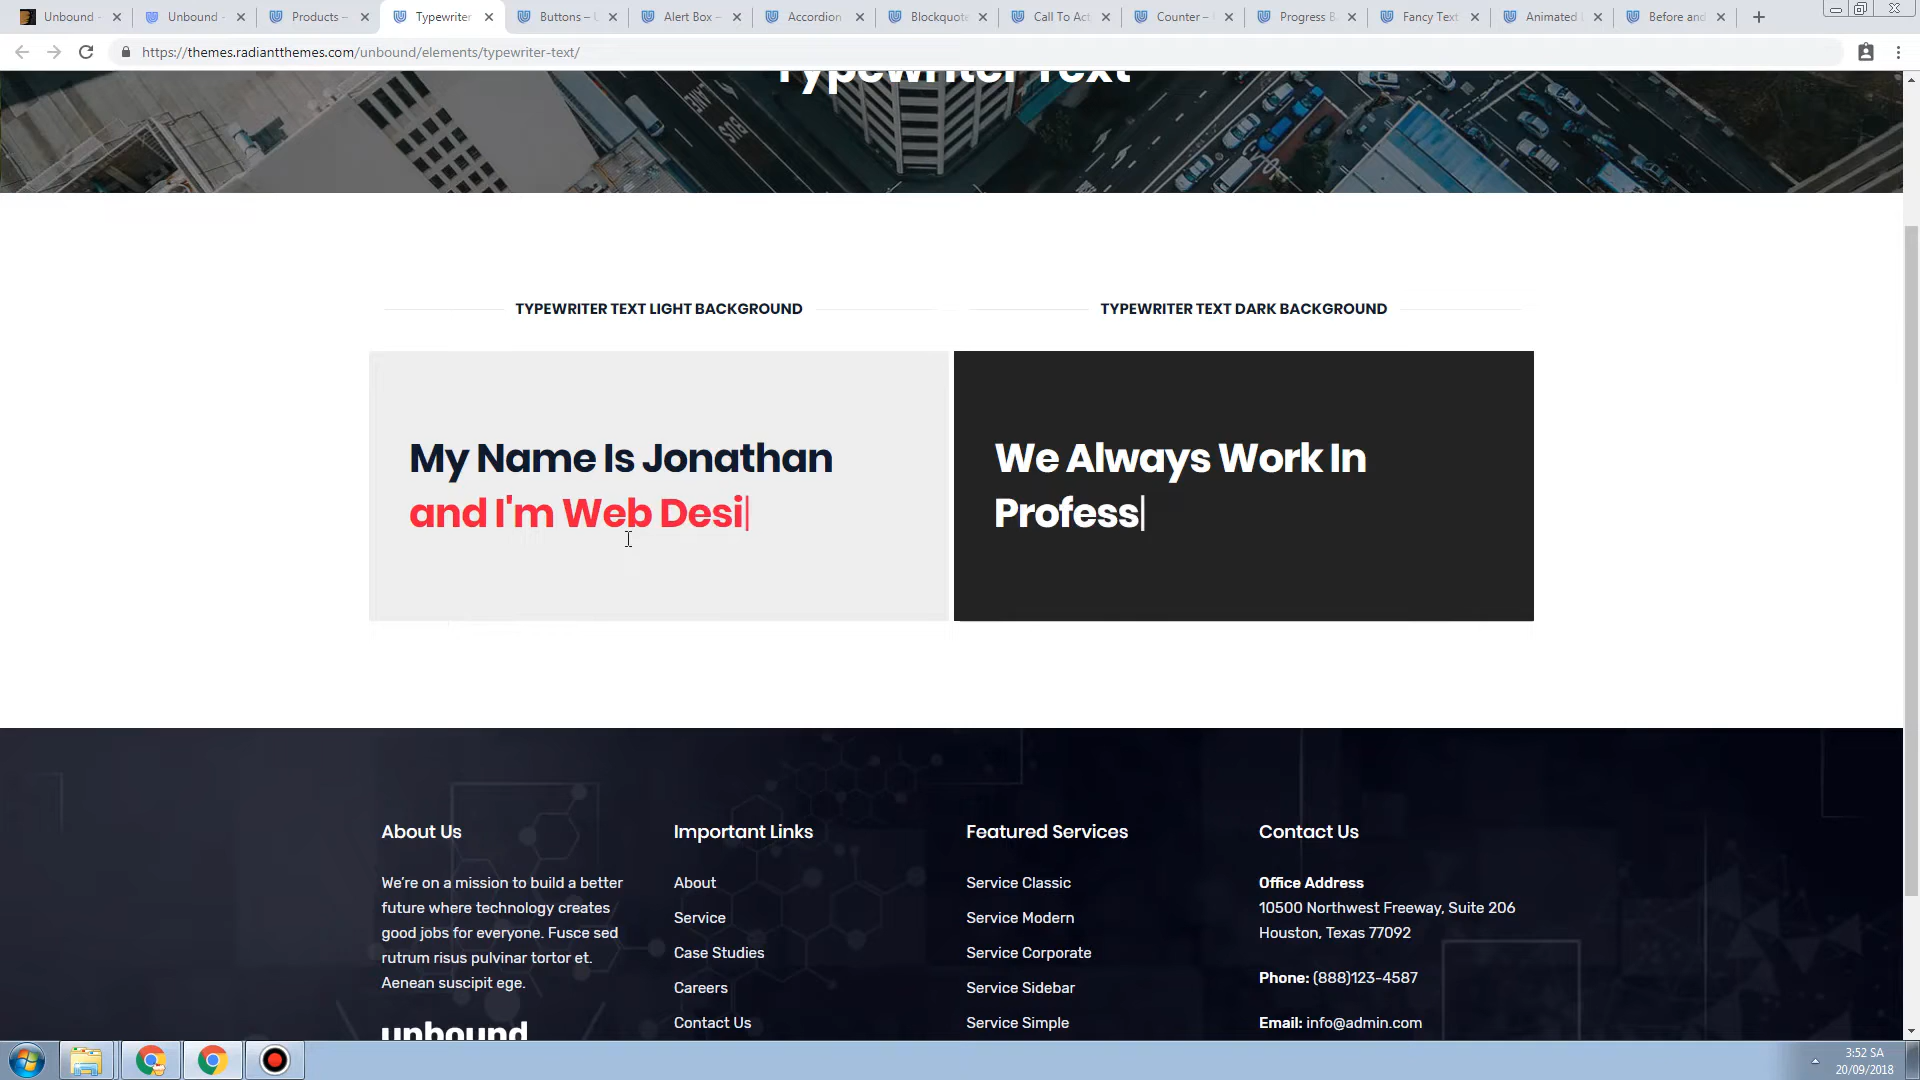 Unbound -
Unbound -
Products –
Typewriter
Buttons – U
Alert Box –
Accordion
Blockquote
Call To Act
Counter –
Progress B
Fancy Text
Animated
Before and
https://themes.radiantthemes.com/unbound/elements/typewriter-text/
Typewriter Text
TYPEWRITER TEXT LIGHT BACKGROUND
TYPEWRITER TEXT DARK BACKGROUND
My Name Is Jonathan
and I'm Web Desi
We Always Work In
Profess
About Us
We're on a mission to build a better
future where technology creates
good jobs for everyone. Fusce sed
rutrum risus pulvinar tortor et.
Aenean suscipit ege.
unbound
Important Links
About
Service
Case Studies
Careers
Contact Us
Featured Services
Service Classic
Service Modern
Service Corporate
Service Sidebar
Service Simple
Contact Us
Office Address
10500 Northwest Freeway, Suite 206
Houston, Texas 77092
Phone: (888)123-4587
Email: info@admin.com
3:52 SA
20/09/2018